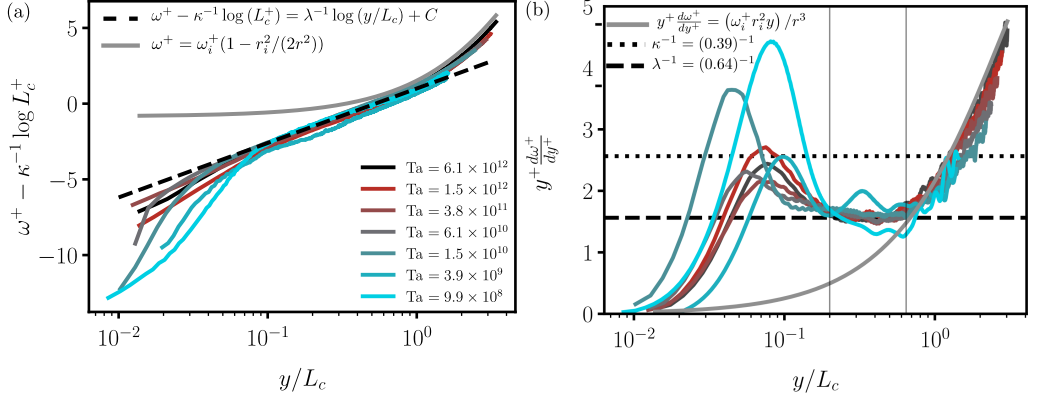 (a)
ω⁺ − κ⁻¹ log (L_c⁺) = λ⁻¹ log (y/L_c) + C
ω⁺ = ω_i⁺(1 − r_i²/(2r²))
0
−5
−10
ω⁺ − κ⁻¹ log L_c⁺
Ta = 6.1 × 10¹²
Ta = 1.5 × 10¹²
Ta = 3.8 × 10¹¹
Ta = 6.1 × 10¹⁰
Ta = 1.5 × 10¹⁰
Ta = 3.9 × 10⁹
Ta = 9.9 × 10⁸
10⁻² 10⁻¹ 10⁰
y/L_c
(b)
y⁺ dω⁺/dy⁺ = (ω_i⁺ r_i² y) / r³
κ⁻¹ = (0.39)⁻¹
λ⁻¹ = (0.64)⁻¹
5
4
3
2
1
0
y⁺ dω⁺/dy⁺
10⁻² 10⁻¹ 10⁰
y/L_c